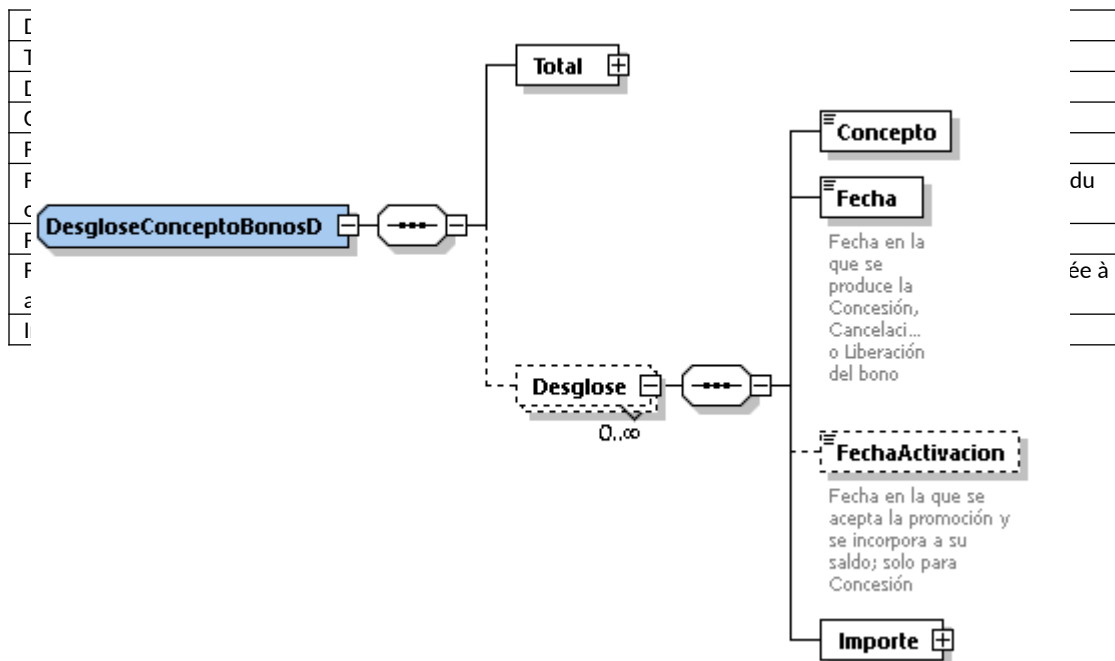 Total
Concepto
du
Fecha
DesgloseConceptoBonosD
Fecha en la
que se
produce la
Concesión,
Cancelaci...
o Liberación
del bono
ée à
Desglose
0..∞
FechaActivacion
Fecha en la que se
acepta la promoción y
se incorpora a su
saldo; solo para
Concesión
Importe